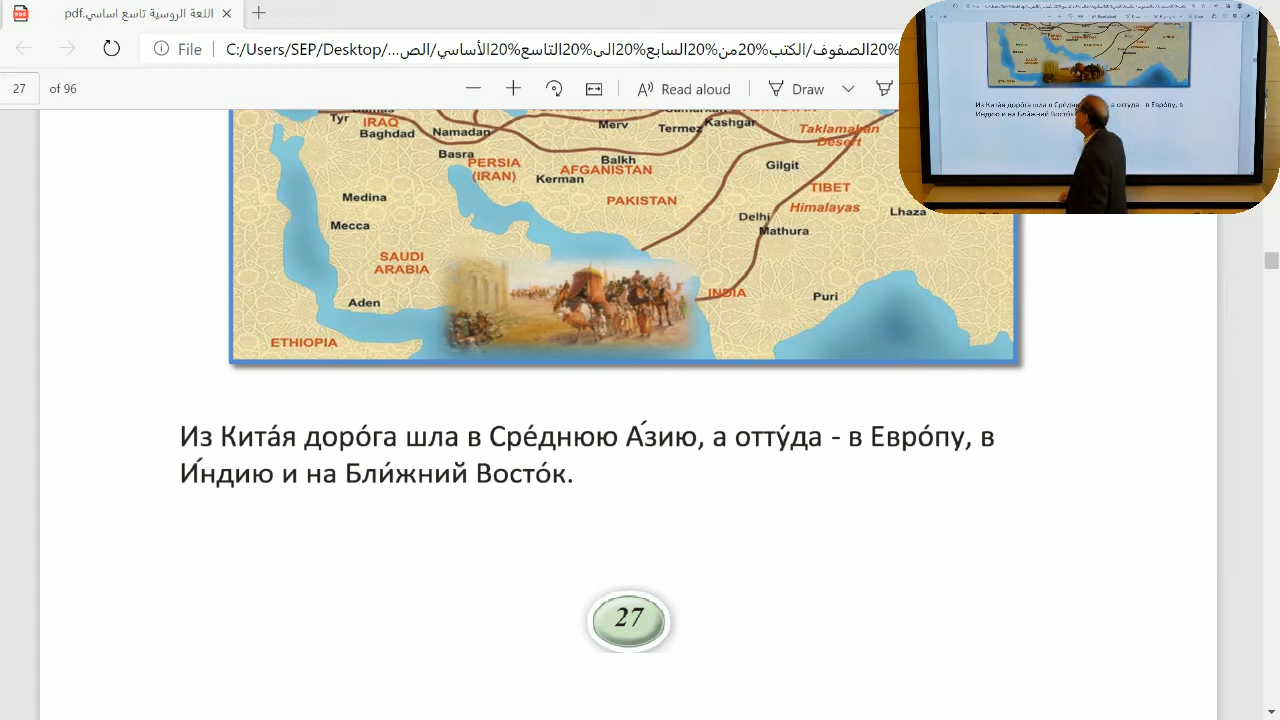 اللغة الروسية تاسع اساسي.pdf
File
C:/Users/SEP/Desktop/...الصفوف/الكتب%20من%20السابع%20الى%20التاسع%20الأساسي/الص%20
27 of 96
Read aloud
Draw
Tyr
IRAQ
Baghdad
Namadan
Basra
PERSIA
(IRAN)
Kerman
Merv
Termez
Kashgar
Balkh
AFGANISTAN
PAKISTAN
Taklamahan
Desert
Gilgit
TIBET
Himalayas
Delhi
Mathura
Lhaza
Medina
Mecca
SAUDI
ARABIA
Aden
ETHIOPIA
INDIA
Puri
Из Кита́я доро́га шла в Сре́днюю А́зию, а отту́да - в Евро́пу, в
И́ндию и на Бли́жний Восто́к.
27